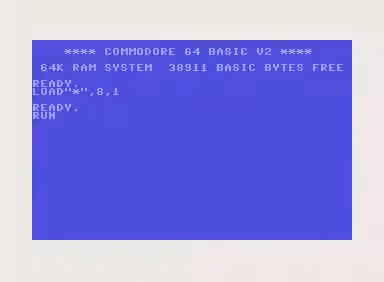 **** COMMODORE 64 BASIC V2 ****
64K RAM SYSTEM  38911 BASIC BYTES FREE
READY.
LOAD"*",8,1
READY.
RUN